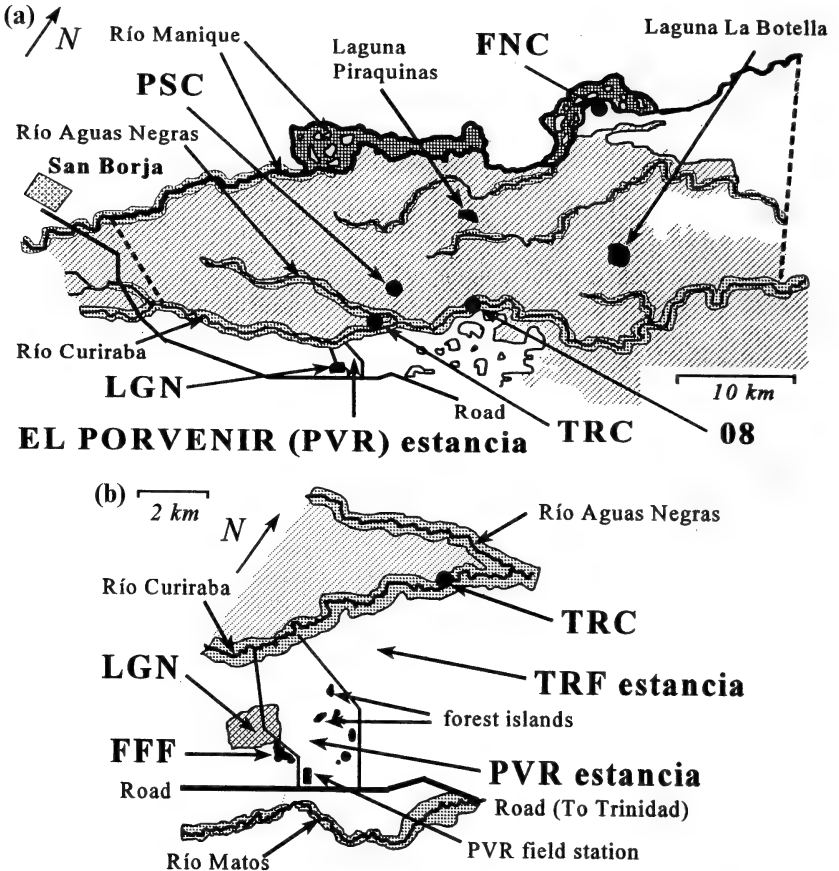 (a)
N
Río Manique
Laguna
Piraquinas
FNC
Laguna La Botella
PSC
Río Aguas Negras
San Borja
Río Curiraba
LGN
10 km
Road
EL PORVENIR (PVR) estancia
TRC
08
(b)
2 km
N
Río Aguas Negras
Río Curiraba
TRC
LGN
TRF estancia
forest islands
FFF
PVR estancia
Road
Road (To Trinidad)
Río Matos
PVR field station